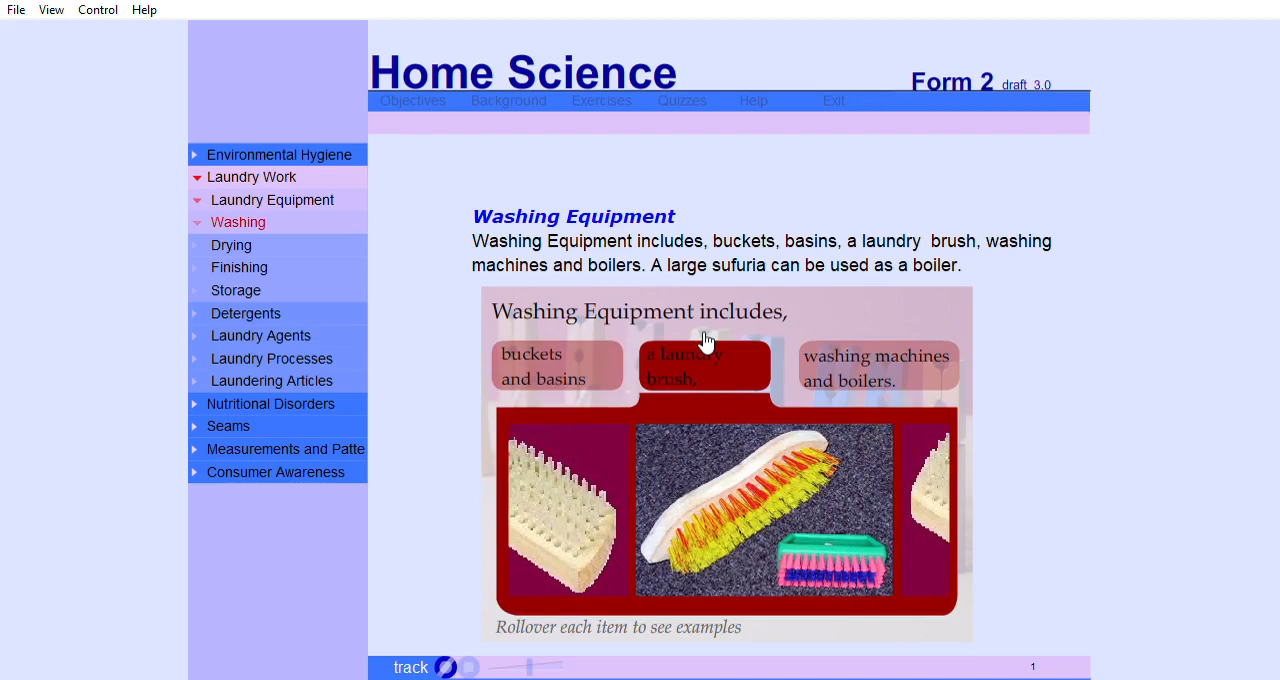 File View Control Help
Home Science
Form 2 draft 3.0
Objectives Background Exercises Quizzes Help Exit
Environmental Hygiene
Laundry Work
Laundry Equipment
Washing
Drying
Finishing
Storage
Detergents
Laundry Agents
Laundry Processes
Laundering Articles
Nutritional Disorders
Seams
Measurements and Patte
Consumer Awareness
Washing Equipment
Washing Equipment includes, buckets, basins, a laundry brush, washing
machines and boilers. A large sufuria can be used as a boiler.
Washing Equipment includes,
buckets
and basins
a laundry
brush,
washing machines
and boilers.
Rollover each item to see examples
track
1